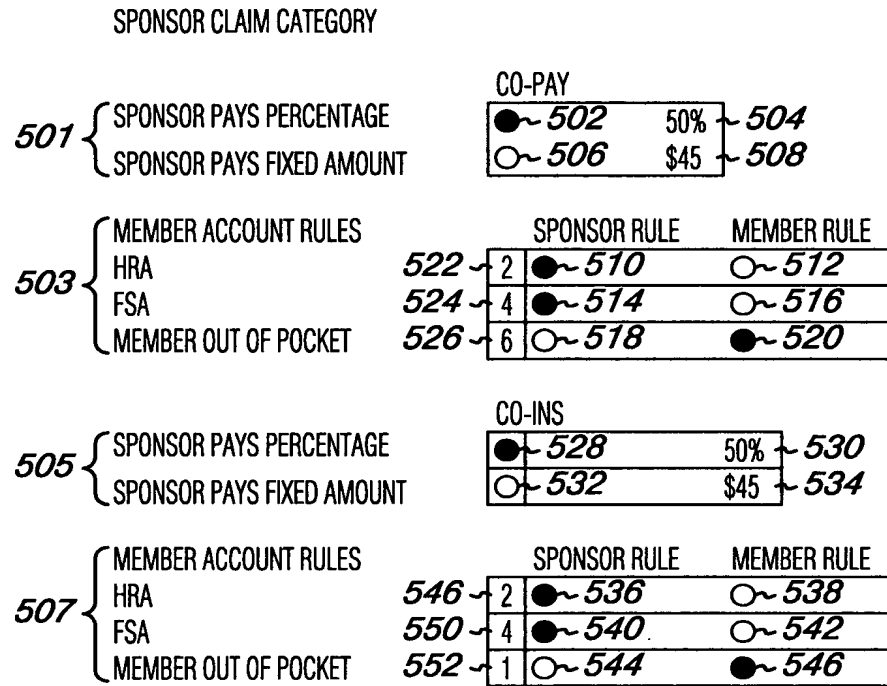 SPONSOR CLAIM CATEGORY
CO-PAY
501 SPONSOR PAYS PERCENTAGE 502 50% 504
SPONSOR PAYS FIXED AMOUNT 506 $45 508
MEMBER ACCOUNT RULES SPONSOR RULE MEMBER RULE
503 HRA 522 2 510 512
FSA 524 4 514 516
MEMBER OUT OF POCKET 526 6 518 520
CO-INS
505 SPONSOR PAYS PERCENTAGE 528 50% 530
SPONSOR PAYS FIXED AMOUNT 532 $45 534
MEMBER ACCOUNT RULES SPONSOR RULE MEMBER RULE
507 HRA 546 2 536 538
FSA 550 4 540 542
MEMBER OUT OF POCKET 552 1 544 546